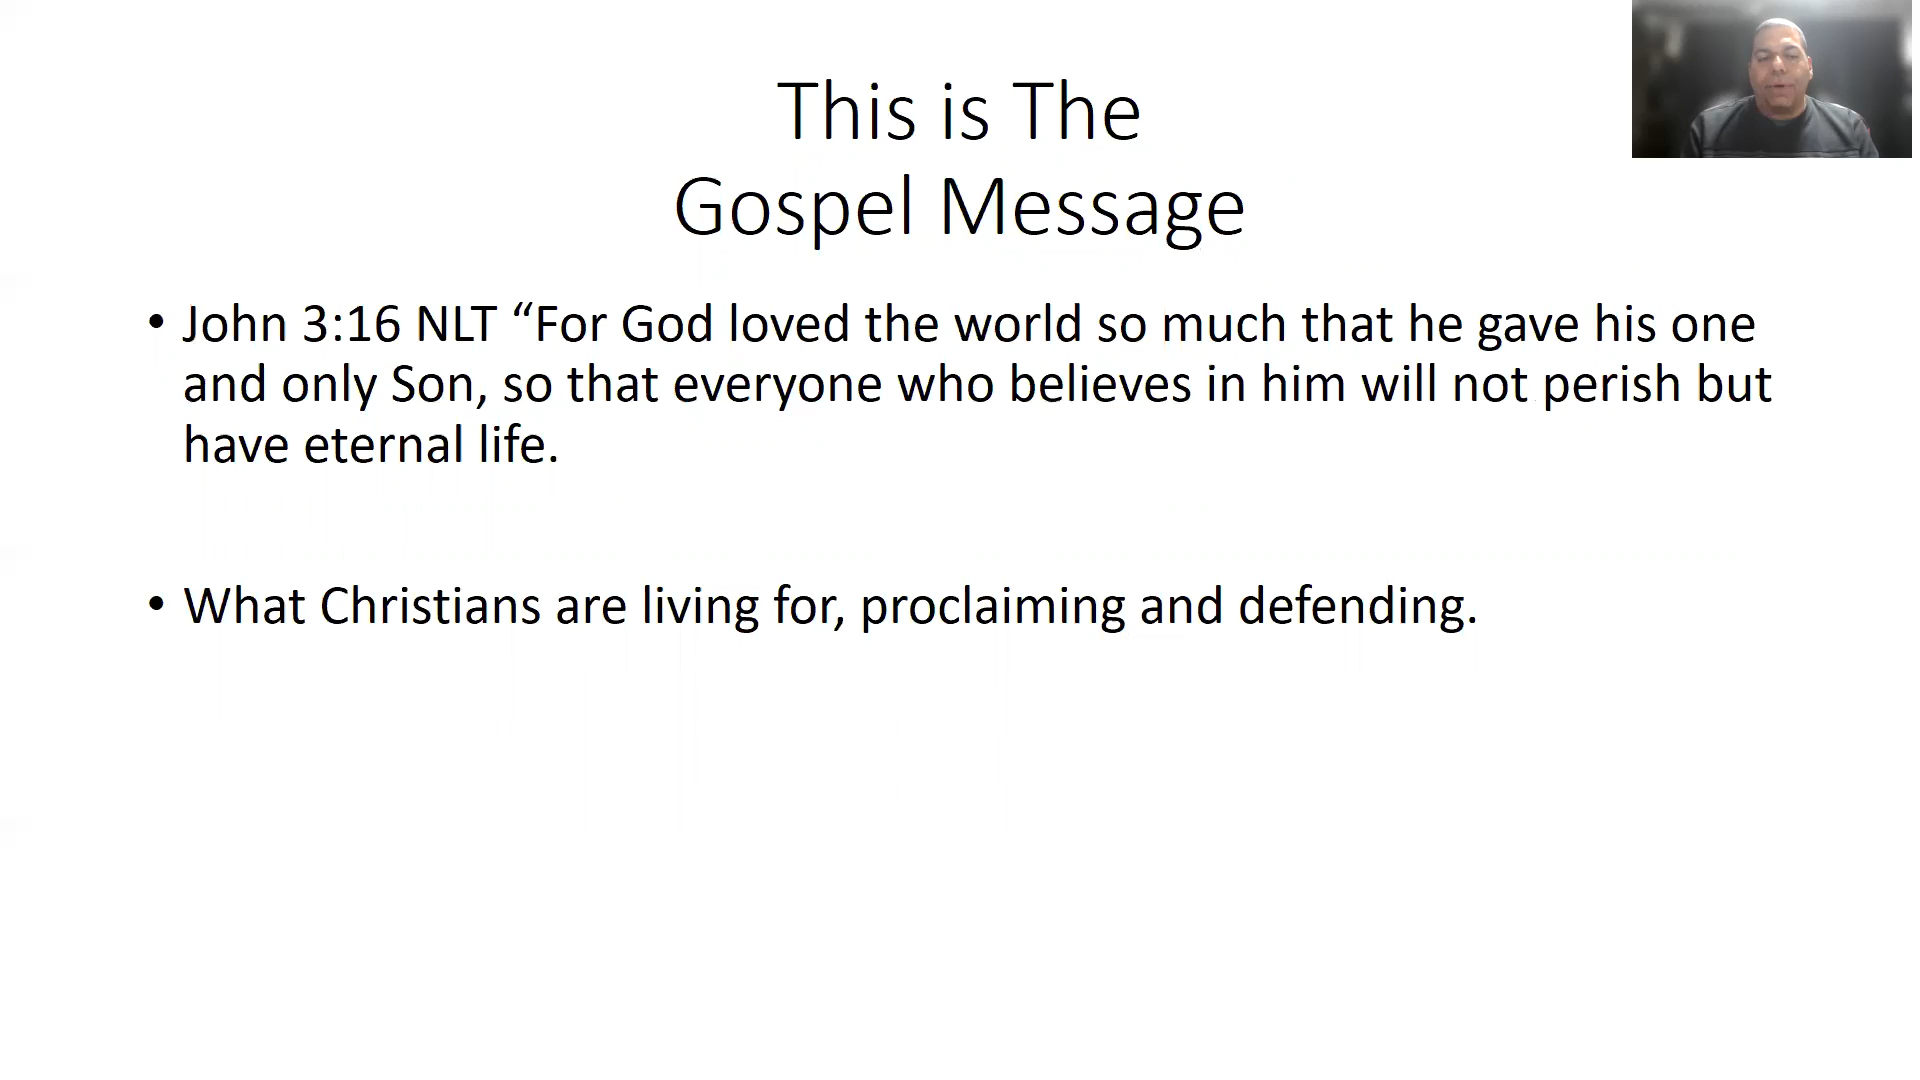 This is The
Gospel Message
• John 3:16 NLT “For God loved the world so much that he gave his one
and only Son, so that everyone who believes in him will not perish but
have eternal life.
• What Christians are living for, proclaiming and defending.